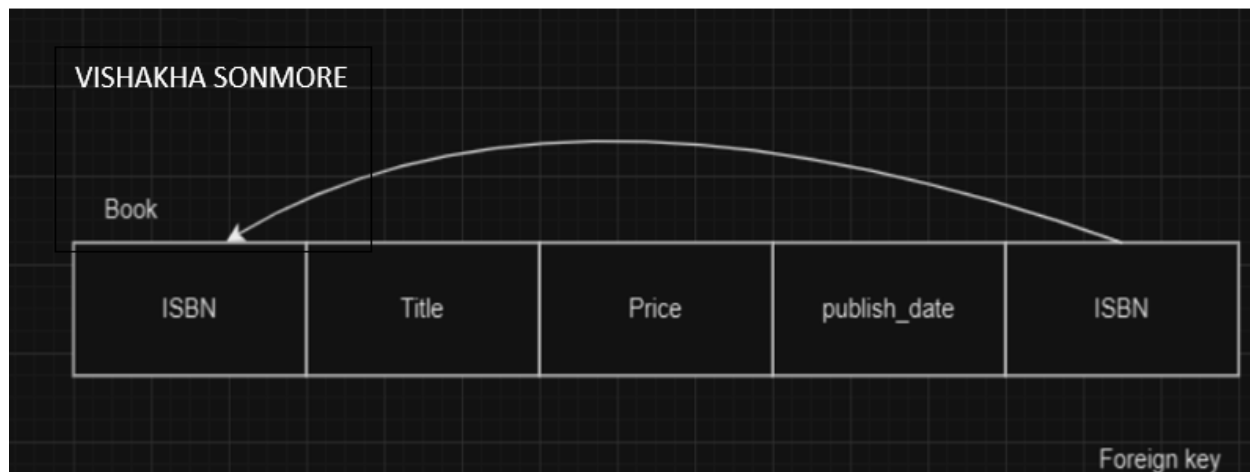 VISHAKHA SONMORE
Book
ISBN Title Price publish_date ISBN
Foreign key